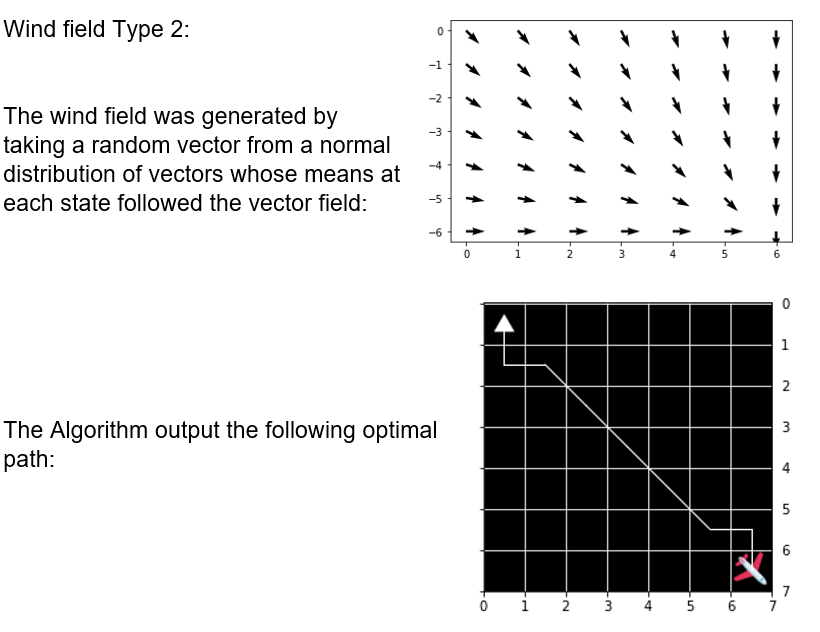 Wind field Type 2:
The wind field was generated by
taking a random vector from a normal
distribution of vectors whose means at
each state followed the vector field:
0
−1
−2
−3
−4
−5
−6
0 1 2 3 4 5 6
The Algorithm output the following optimal
path:
0
1
2
3
4
5
6
7
0 1 2 3 4 5 6 7